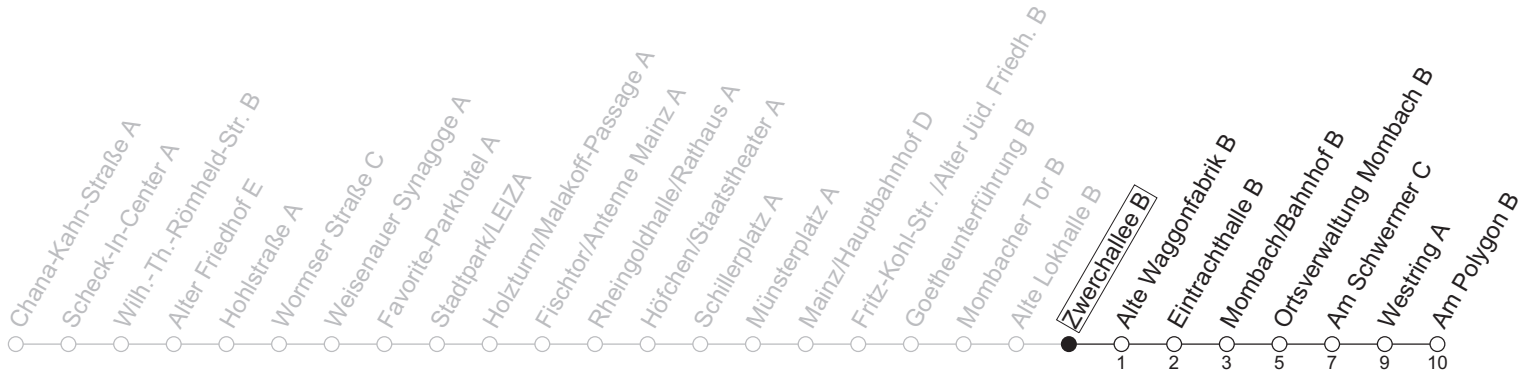 Chana-Kahn-Straße A
Scheck-In-Center A
Wilh.-Th.-Römheld-Str. B
Alter Friedhof E
Hohlstraße A
Wormser Straße C
Weisenauer Synagoge A
Favorite-Parkhotel A
Stadtpark/LEIZA
Holzturm/Malakoff-Passage A
Fischtor/Antenne Mainz A
Rheingoldhalle/Rathaus A
Höfchen/Staatstheater A
Schillerplatz A
Münsterplatz A
Mainz/Hauptbahnhof D
Fritz-Kohl-Str. /Alter Jüd. Friedh. B
Goetheunterführung B
Mombacher Tor B
Alte Lokhalle B
Zwerchallee B
Alte Waggonfabrik B
Eintrachthalle B
Mombach/Bahnhof B
Ortsverwaltung Mombach B
Am Schwermer C
Westring A
Am Polygon B
1 2 3 5 7 9 10